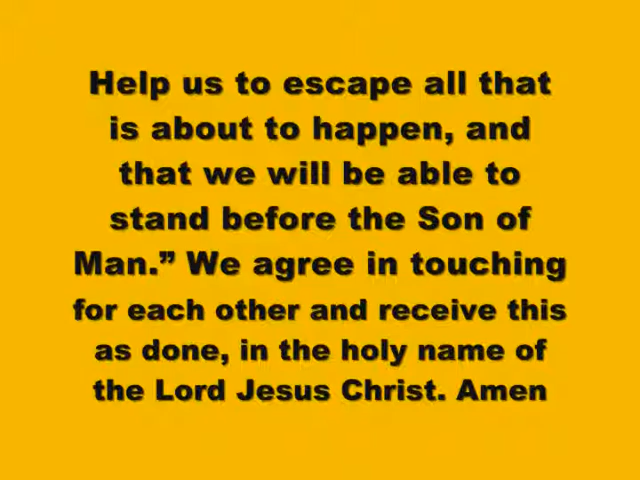 Help us to escape all that
is about to happen, and
that we will be able to
stand before the Son of
Man.” We agree in touching
for each other and receive this
as done, in the holy name of
the Lord Jesus Christ. Amen